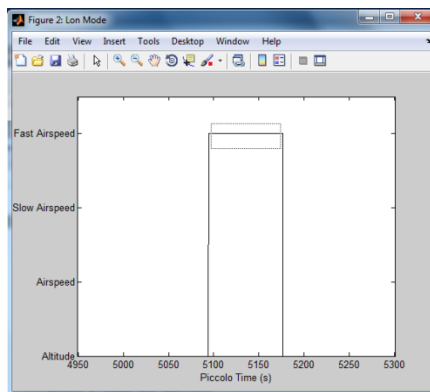 Figure 2: Lon Mode
File Edit View Insert Tools Desktop Window Help
Fast Airspeed
Slow Airspeed
Airspeed
Altitude
4950 5000 5050 5100 5150 5200 5250 5300
Piccolo Time (s)